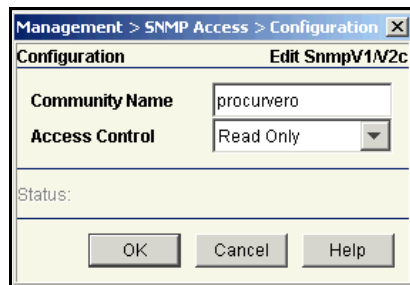 Management > SNMP Access > Configuration
Configuration Edit SnmpV1/V2c
Community Name procurvero
Access Control Read Only
Status:
OK Cancel Help